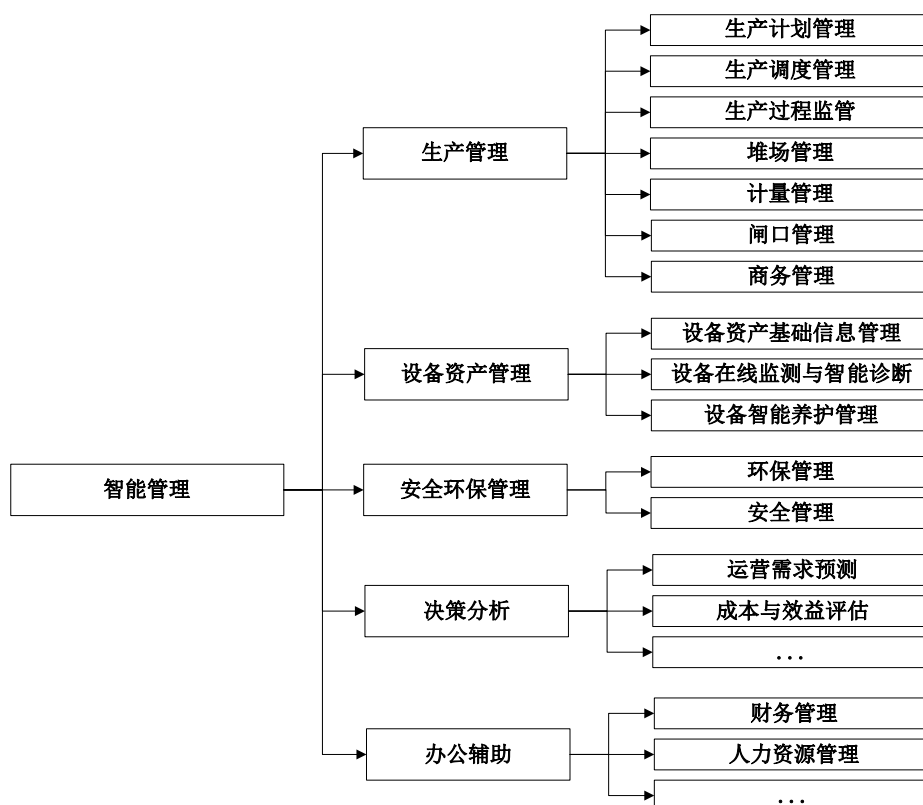 生产计划管理
生产调度管理
生产过程监管
生产管理
堆场管理
计量管理
闸口管理
商务管理
设备资产基础信息管理
设备资产管理
设备在线监测与智能诊断
设备智能养护管理
智能管理
安全环保管理
环保管理
安全管理
运营需求预测
决策分析
成本与效益评估
...
财务管理
办公辅助
人力资源管理
...